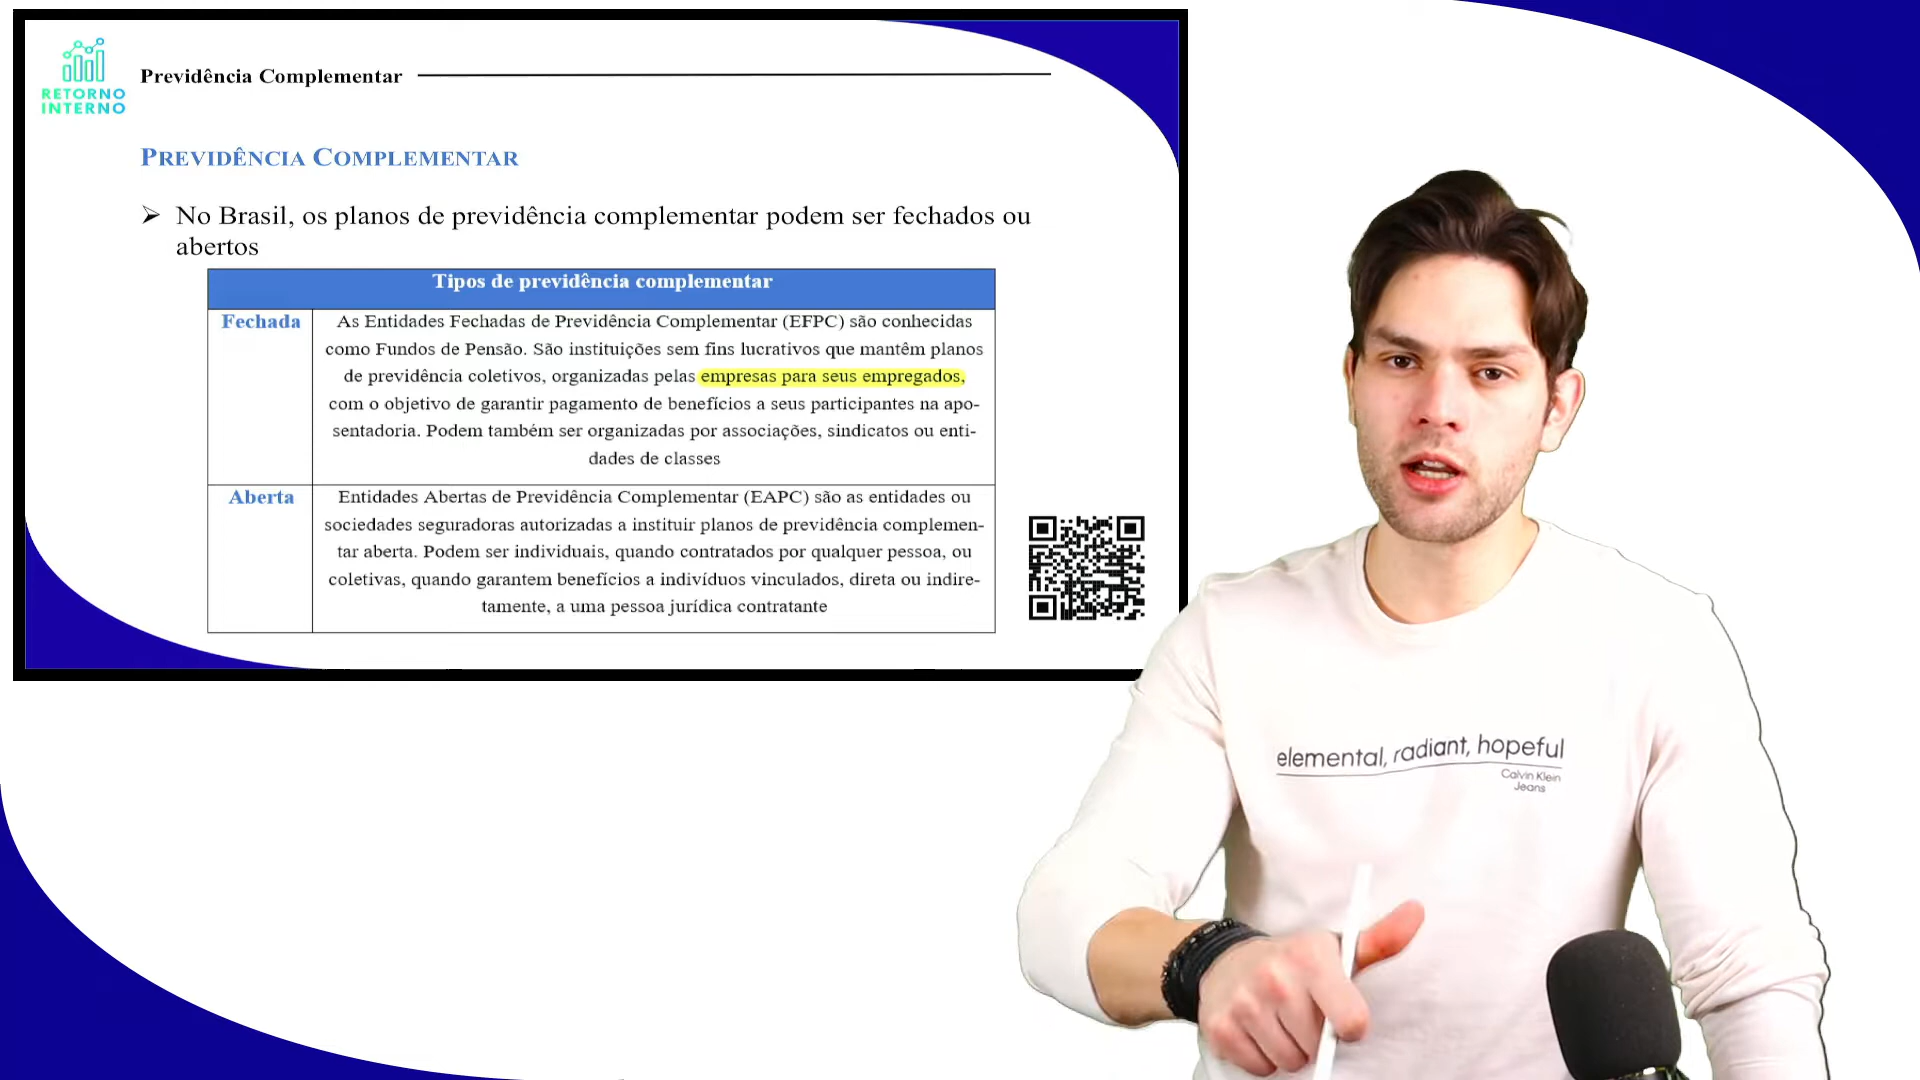 RETORNO
INTERNO
Previdência Complementar
PREVIDÊNCIA COMPLEMENTAR
➢ No Brasil, os planos de previdência complementar podem ser fechados ou
abertos
Tipos de previdência complementar
Fechada
As Entidades Fechadas de Previdência Complementar (EFPC) são conhecidas
como Fundos de Pensão. São instituições sem fins lucrativos que mantêm planos
de previdência coletivos, organizadas pelas empresas para seus empregados,
com o objetivo de garantir pagamento de benefícios a seus participantes na apo-
sentadoria. Podem também ser organizadas por associações, sindicatos ou enti-
dades de classes
Aberta
Entidades Abertas de Previdência Complementar (EAPC) são as entidades ou
sociedades seguradoras autorizadas a instituir planos de previdência complemen-
tar aberta. Podem ser individuais, quando contratados por qualquer pessoa, ou
coletivas, quando garantem benefícios a indivíduos vinculados, direta ou indire-
tamente, a uma pessoa jurídica contratante
elemental, radiant, hopeful
Calvin Klein
Jeans